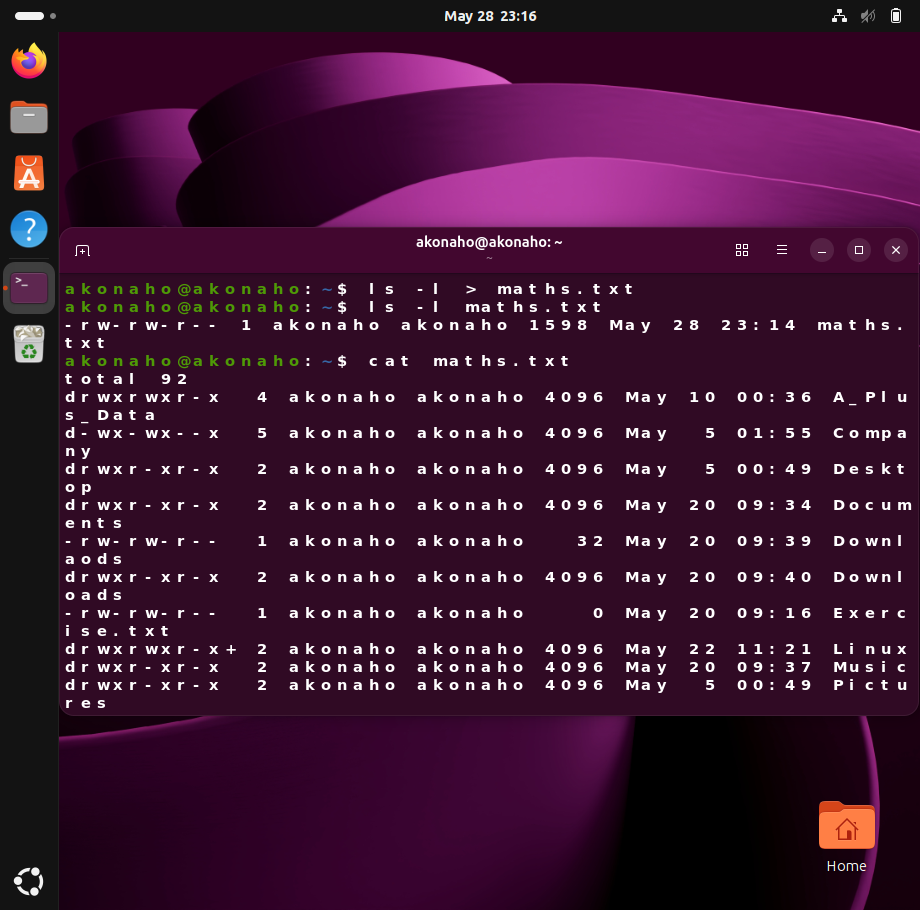 May 28 23:16
akonaho@akonaho: ~
~
akonaho@akonaho:~$ ls -l > maths.txt
akonaho@akonaho:~$ ls -l maths.txt
-rw-rw-r-- 1 akonaho akonaho 1598 May 28 23:14 maths.
txt
akonaho@akonaho:~$ cat maths.txt
total 92
drwxrwxr-x  4 akonaho akonaho 4096 May 10 00:36 A_Plu
s_Data
d-wx-wx--x  5 akonaho akonaho 4096 May  5 01:55 Compa
ny
drwxr-xr-x  2 akonaho akonaho 4096 May  5 00:49 Deskt
op
drwxr-xr-x  2 akonaho akonaho 4096 May 20 09:34 Docum
ents
-rw-rw-r--  1 akonaho akonaho   32 May 20 09:39 Downl
aods
drwxr-xr-x  2 akonaho akonaho 4096 May 20 09:40 Downl
oads
-rw-rw-r--  1 akonaho akonaho    0 May 20 09:16 Exerc
ise.txt
drwxrwxr-x+ 2 akonaho akonaho 4096 May 22 11:21 Linux
drwxr-xr-x  2 akonaho akonaho 4096 May 20 09:37 Music
drwxr-xr-x  2 akonaho akonaho 4096 May  5 00:49 Pictu
res
Home